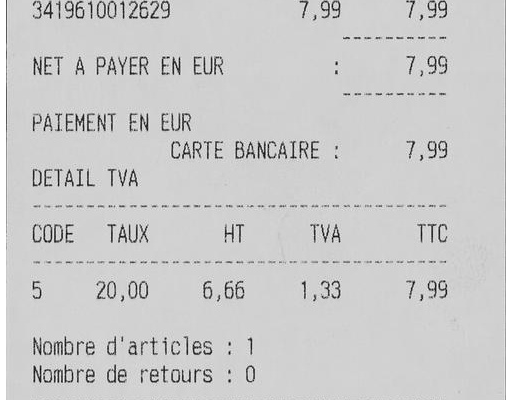 3419610012629 7,99 7,99
----------
NET A PAYER EN EUR : 7,99
----------
PAIEMENT EN EUR
CARTE BANCAIRE : 7,99
DETAIL TVA
---------------------------------------
CODE TAUX HT TVA TTC
---------------------------------------
5 20,00 6,66 1,33 7,99
Nombre d'articles : 1
Nombre de retours : 0